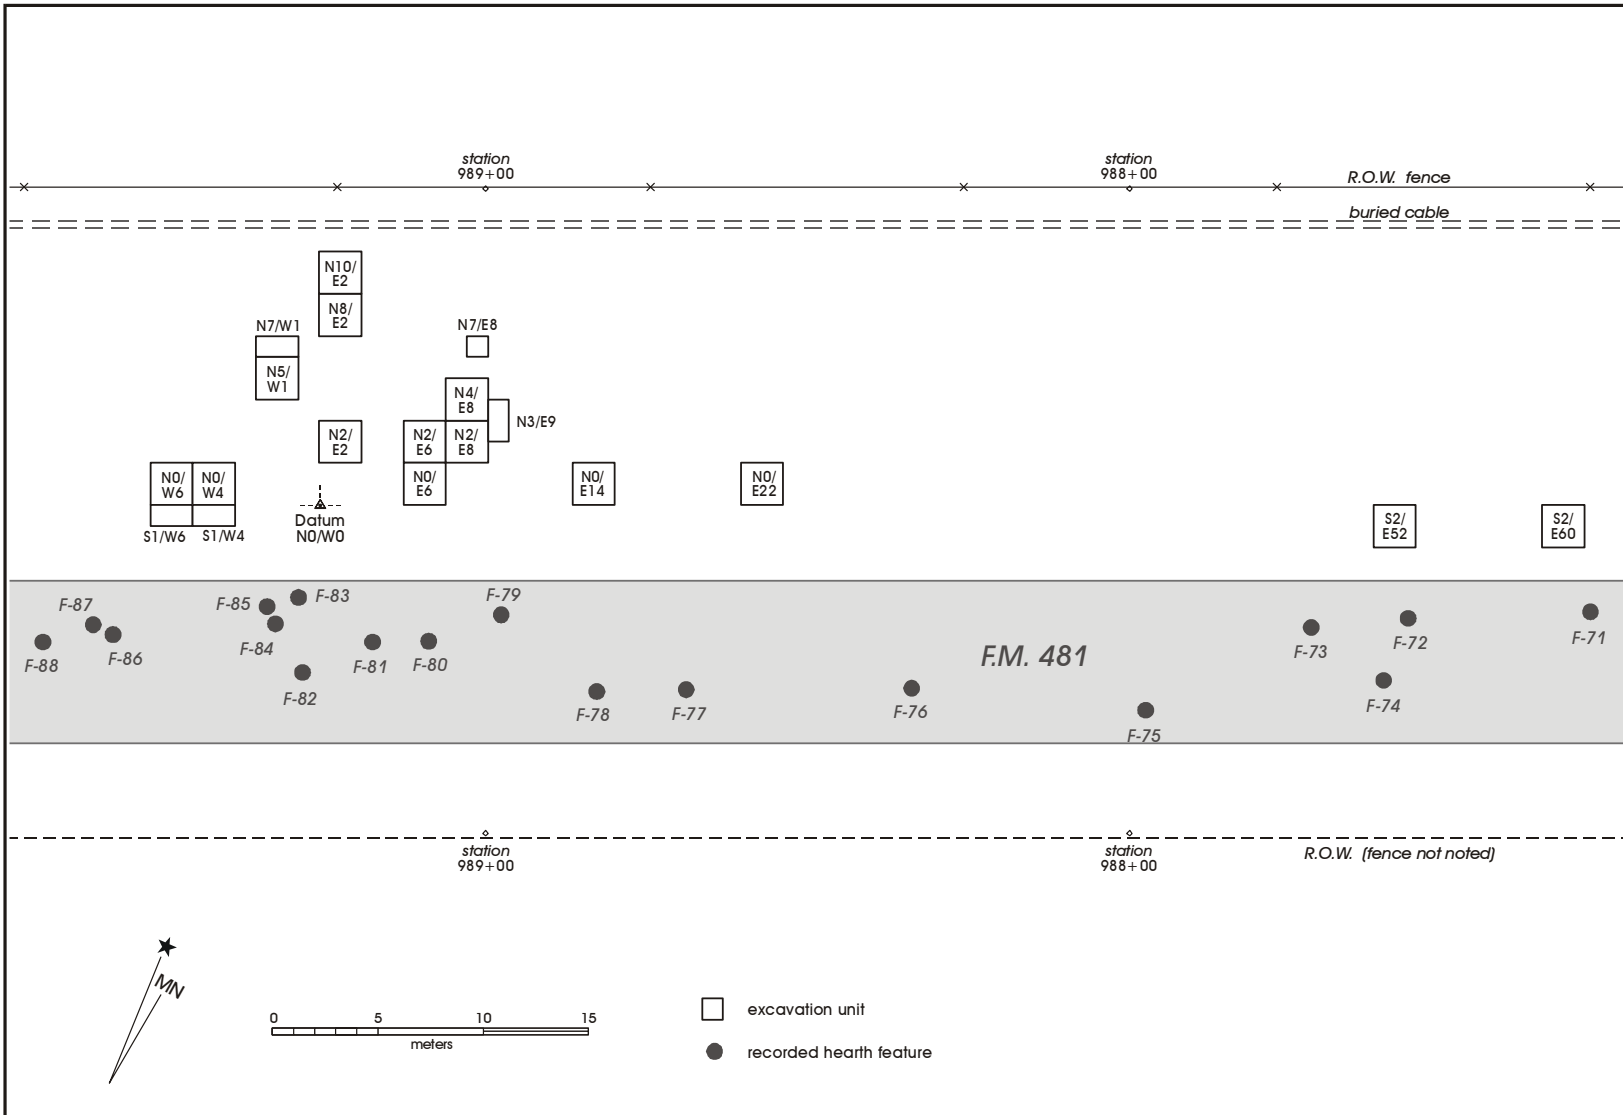 station
989+00
station
988+00
R.O.W. fence
buried cable
N10/
E2
N8/
E2
N7/W1
N7/E8
N5/
W1
N4/
E8
N3/E9
N2/
E2
N2/
E6
N2/
E8
N0/
W6
N0/
W4
N0/
E6
N0/
E14
N0/
E22
S2/
E52
S2/
E60
Datum
N0/W0
S1/W6
S1/W4
F-87
F-85
F-83
F-79
F-88
F-86
F-84
F-81
F-80
F-82
F-78
F-77
F.M. 481
F-76
F-75
F-73
F-72
F-74
F-71
station
989+00
station
988+00
R.O.W. (fence not noted)
MN
0 5 10 15
meters
excavation unit
recorded hearth feature